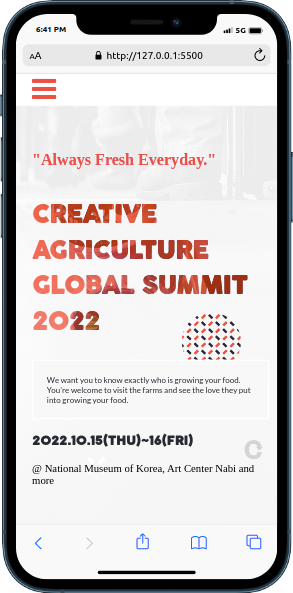 6:41 PM
5G
AA
http://127.0.0.1:5500
"Always Fresh Everyday."
CREATIVE
AGRICULTURE
GLOBAL SUMMIT
2022
We want you to know exactly who is growing your food.
You're welcome to visit the farms and see the love they put
into growing your food.
2022.10.15(THU)~16(FRI)
@ National Museum of Korea, Art Center Nabi and
more